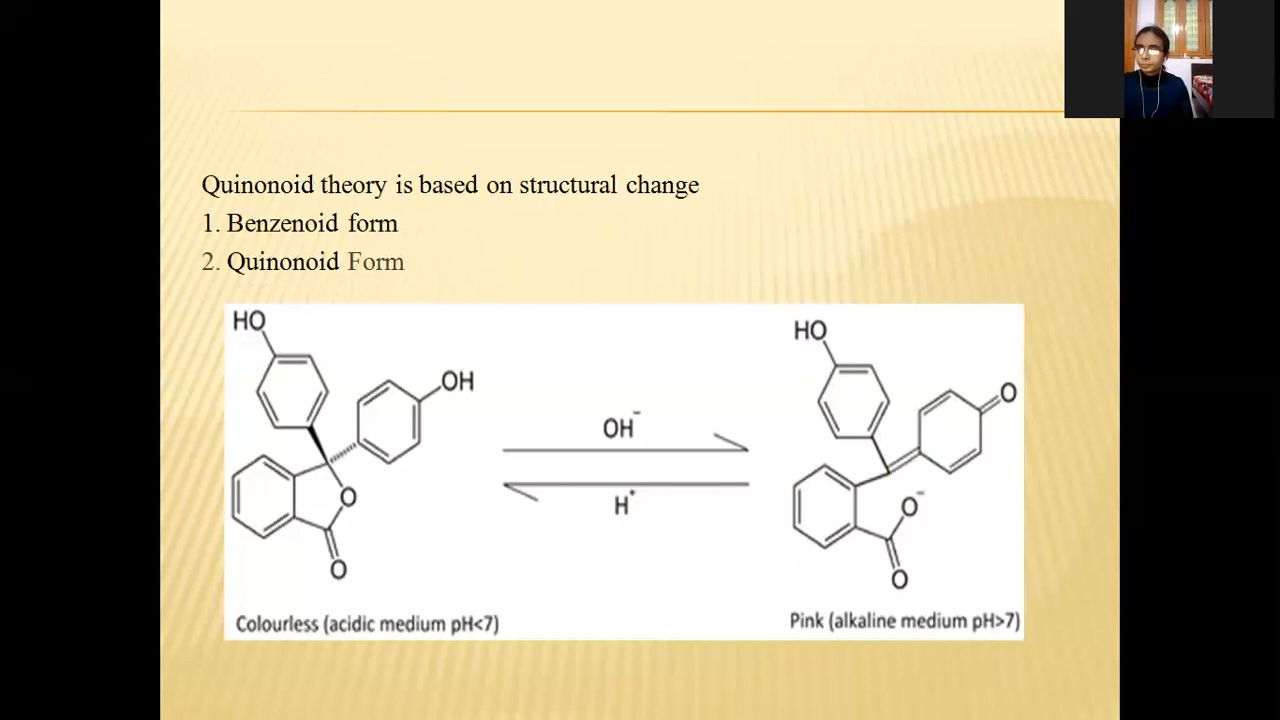 Quinonoid theory is based on structural change
1. Benzenoid form
2. Quinonoid Form
HO
OH
O
O
Colourless (acidic medium pH<7)
OH⁻
H⁺
HO
O
O⁻
O
Pink (alkaline medium pH>7)